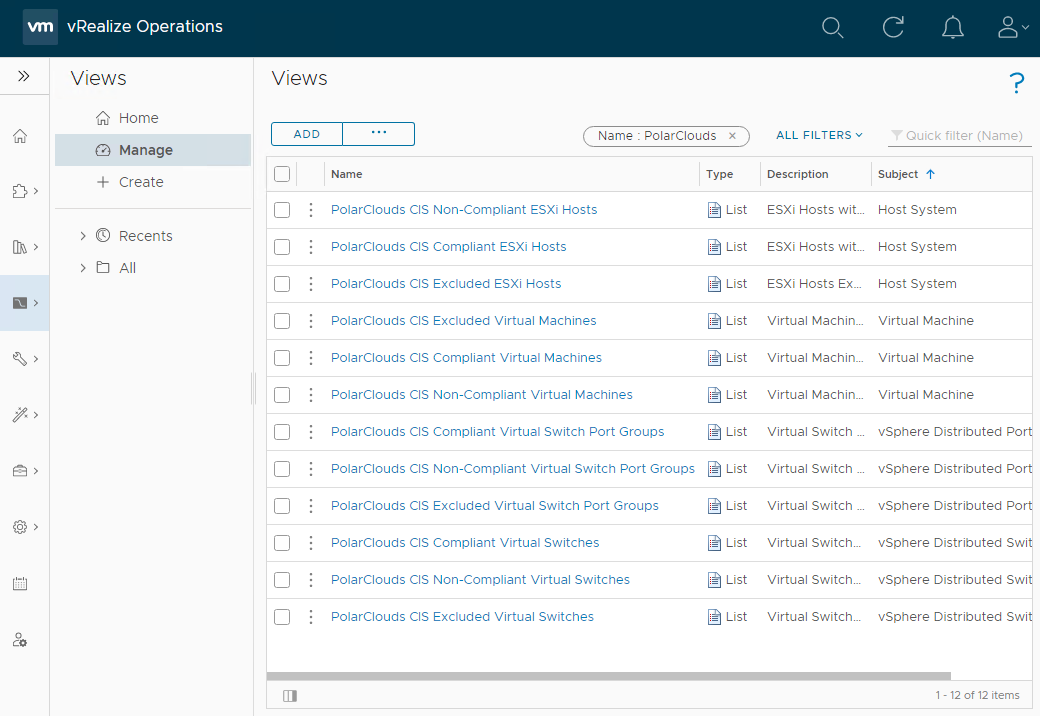 vm vRealize Operations
Views
Home
Manage
Create
Recents
All
Views
?
ADD ...
Name : PolarClouds × ALL FILTERS Quick filter (Name)
Name Type Description Subject
PolarClouds CIS Non-Compliant ESXi Hosts List ESXi Hosts wit... Host System
PolarClouds CIS Compliant ESXi Hosts List ESXi Hosts wit... Host System
PolarClouds CIS Excluded ESXi Hosts List ESXi Hosts Ex... Host System
PolarClouds CIS Excluded Virtual Machines List Virtual Machin... Virtual Machine
PolarClouds CIS Compliant Virtual Machines List Virtual Machin... Virtual Machine
PolarClouds CIS Non-Compliant Virtual Machines List Virtual Machin... Virtual Machine
PolarClouds CIS Compliant Virtual Switch Port Groups List Virtual Switch ... vSphere Distributed Port
PolarClouds CIS Non-Compliant Virtual Switch Port Groups List Virtual Switch ... vSphere Distributed Port
PolarClouds CIS Excluded Virtual Switch Port Groups List Virtual Switch ... vSphere Distributed Port
PolarClouds CIS Compliant Virtual Switches List Virtual Switch... vSphere Distributed Swit
PolarClouds CIS Non-Compliant Virtual Switches List Virtual Switch... vSphere Distributed Swit
PolarClouds CIS Excluded Virtual Switches List Virtual Switch... vSphere Distributed Swit
1 - 12 of 12 items